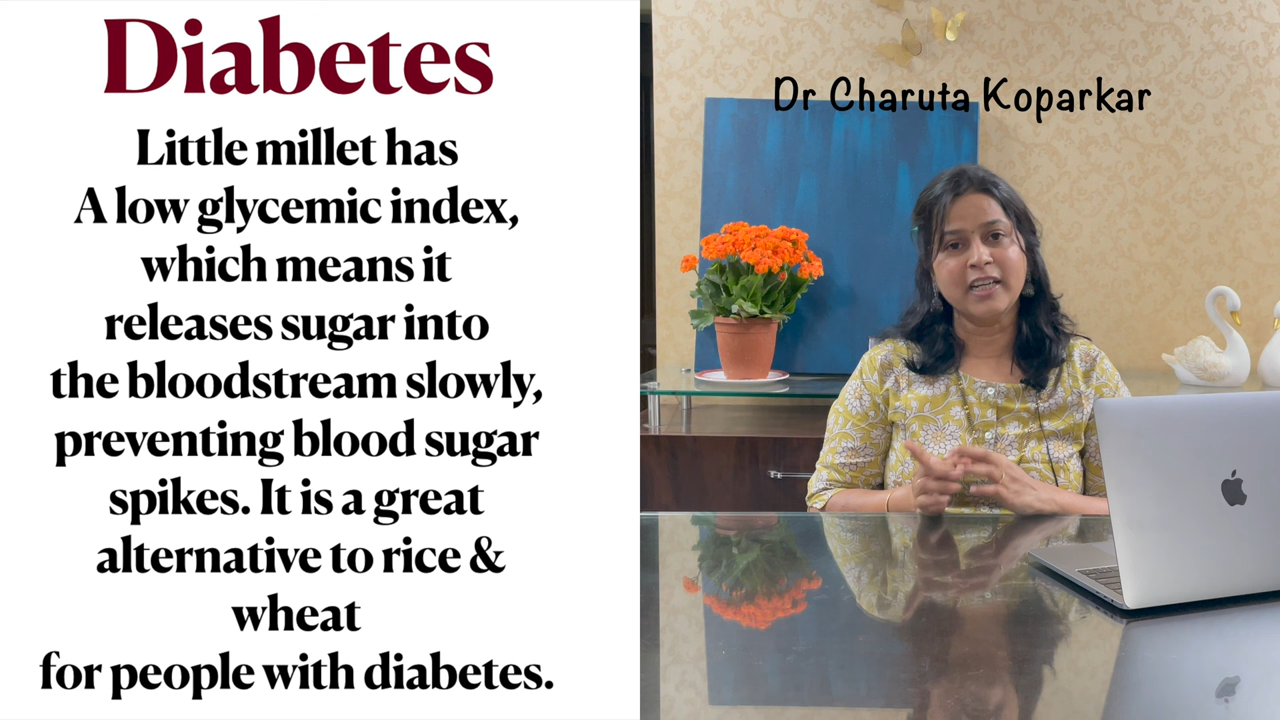 Diabetes
Little millet has
A low glycemic index,
which means it
releases sugar into
the bloodstream slowly,
preventing blood sugar
spikes. It is a great
alternative to rice &
wheat
for people with diabetes.
Dr Charuta Koparkar